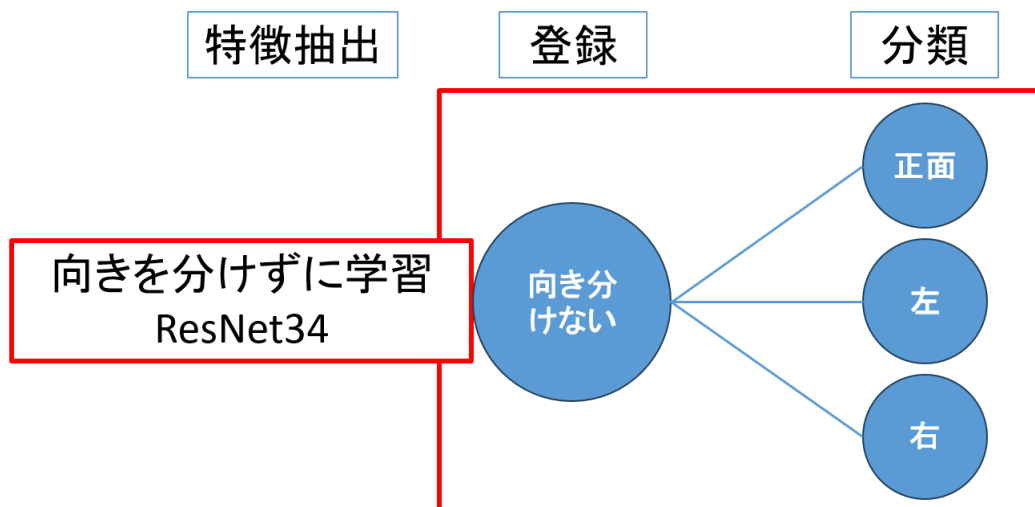 特徴抽出
登録
分類
向きを分けずに学習
ResNet34
向き分
けない
正面
左
右